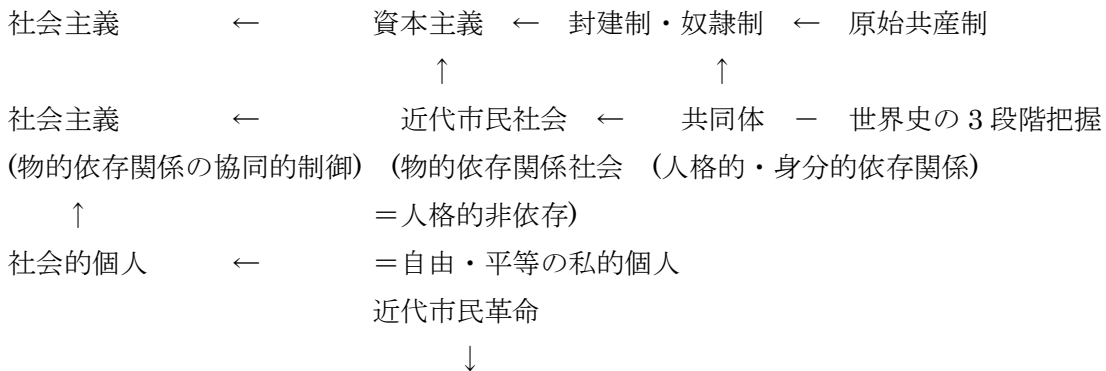 社会主義 ← 資本主義 ← 封建制・奴隷制 ← 原始共産制
↑ ↑
社会主義 ← 近代市民社会 ← 共同体 － 世界史の3段階把握
(物的依存関係の協同的制御) (物的依存関係社会 (人格的・身分的依存関係)
↑ ＝人格的非依存)
社会的個人 ← ＝自由・平等の私的個人
近代市民革命
↓